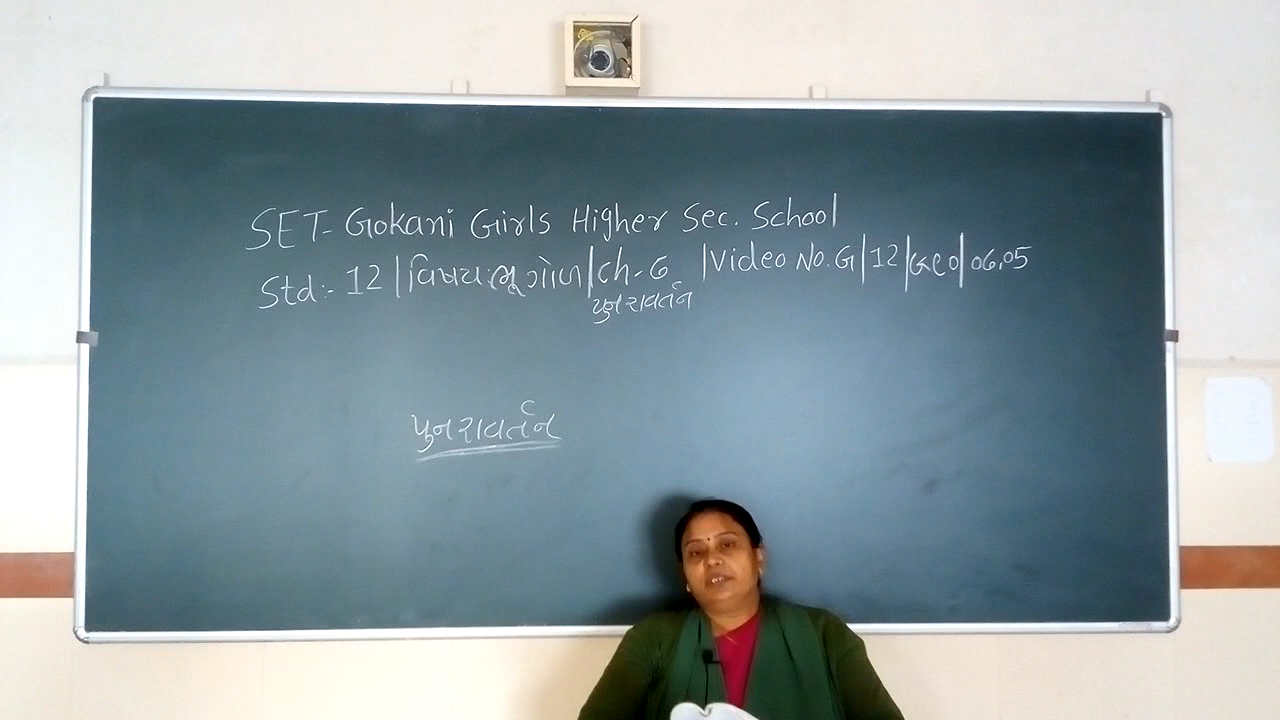 SET- Gokani Girls Higher Sec. School
Std:- 12 | વિષયઃ ભૂગોળ | Ch-6 | Video No. G | 12 | Geo | 06.05
પુનરાવર્તન
પુનરાવર્તન